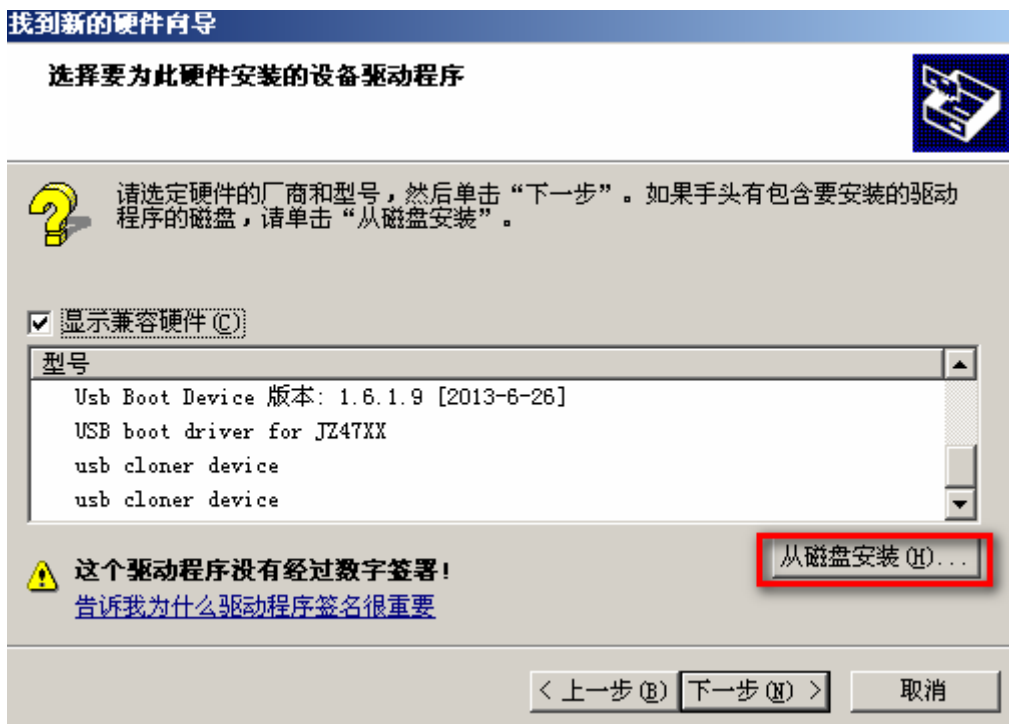 找到新的硬件向导
选择要为此硬件安装的设备驱动程序
请选定硬件的厂商和型号，然后单击“下一步”。如果手头有包含要安装的驱动
程序的磁盘，请单击“从磁盘安装”。
显示兼容硬件(C)
型号
Usb Boot Device 版本: 1.6.1.9 [2013-6-26]
USB boot driver for JZ47XX
usb cloner device
usb cloner device
从磁盘安装(H)...
这个驱动程序没有经过数字签署!
告诉我为什么驱动程序签名很重要
< 上一步(B) 下一步(N) > 取消